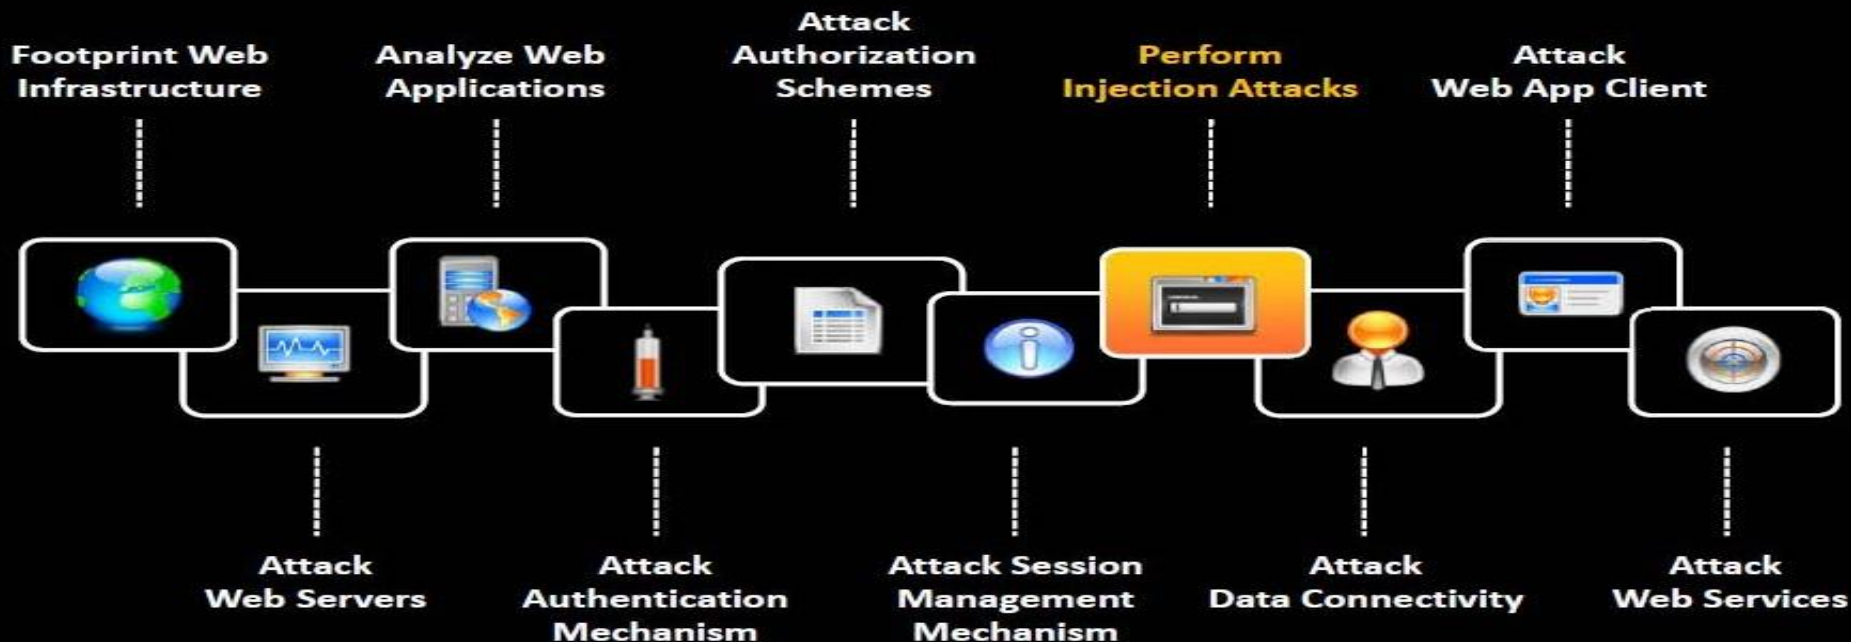 Footprint Web
Infrastructure
Analyze Web
Applications
Attack
Authorization
Schemes
Perform
Injection Attacks
Attack
Web App Client
Attack
Web Servers
Attack
Authentication
Mechanism
Attack Session
Management
Mechanism
Attack
Data Connectivity
Attack
Web Services